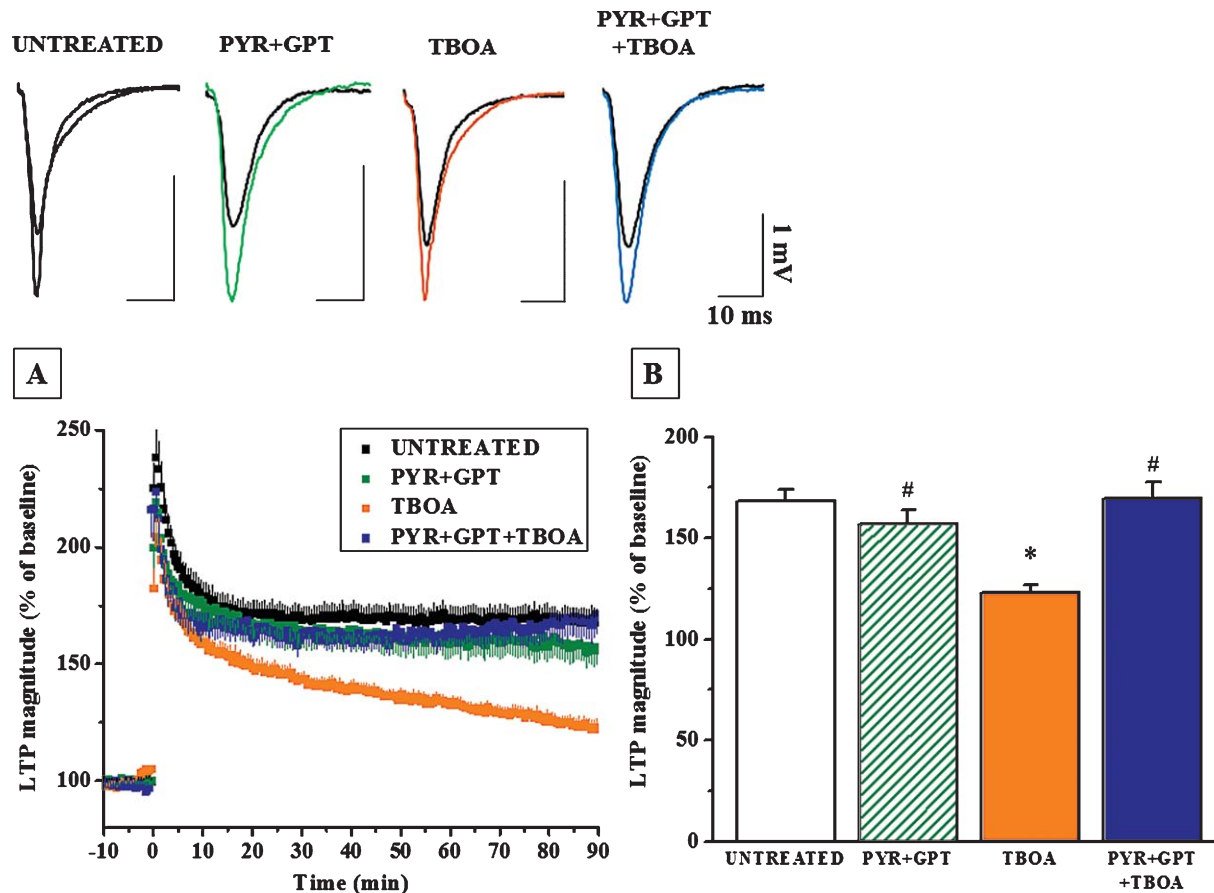 UNTREATED
PYR+GPT
TBOA
PYR+GPT
+TBOA
1 mV
10 ms
A
B
LTP magnitude (% of baseline)
250
200
150
100
UNTREATED
PYR+GPT
TBOA
PYR+GPT+TBOA
-10 0 10 20 30 40 50 60 70 80 90
Time (min)
LTP magnitude (% of baseline)
200
150
100
50
0
#
*
#
UNTREATED
PYR+GPT
TBOA
PYR+GPT
+TBOA